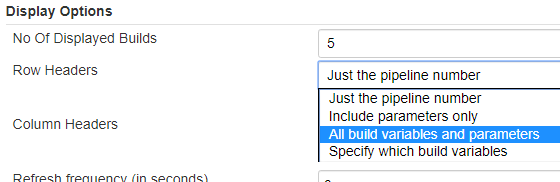 Display Options
No Of Displayed Builds
5
Row Headers
Just the pipeline number
Just the pipeline number
Include parameters only
Column Headers
All build variables and parameters
Specify which build variables
Refresh frequency (in seconds)